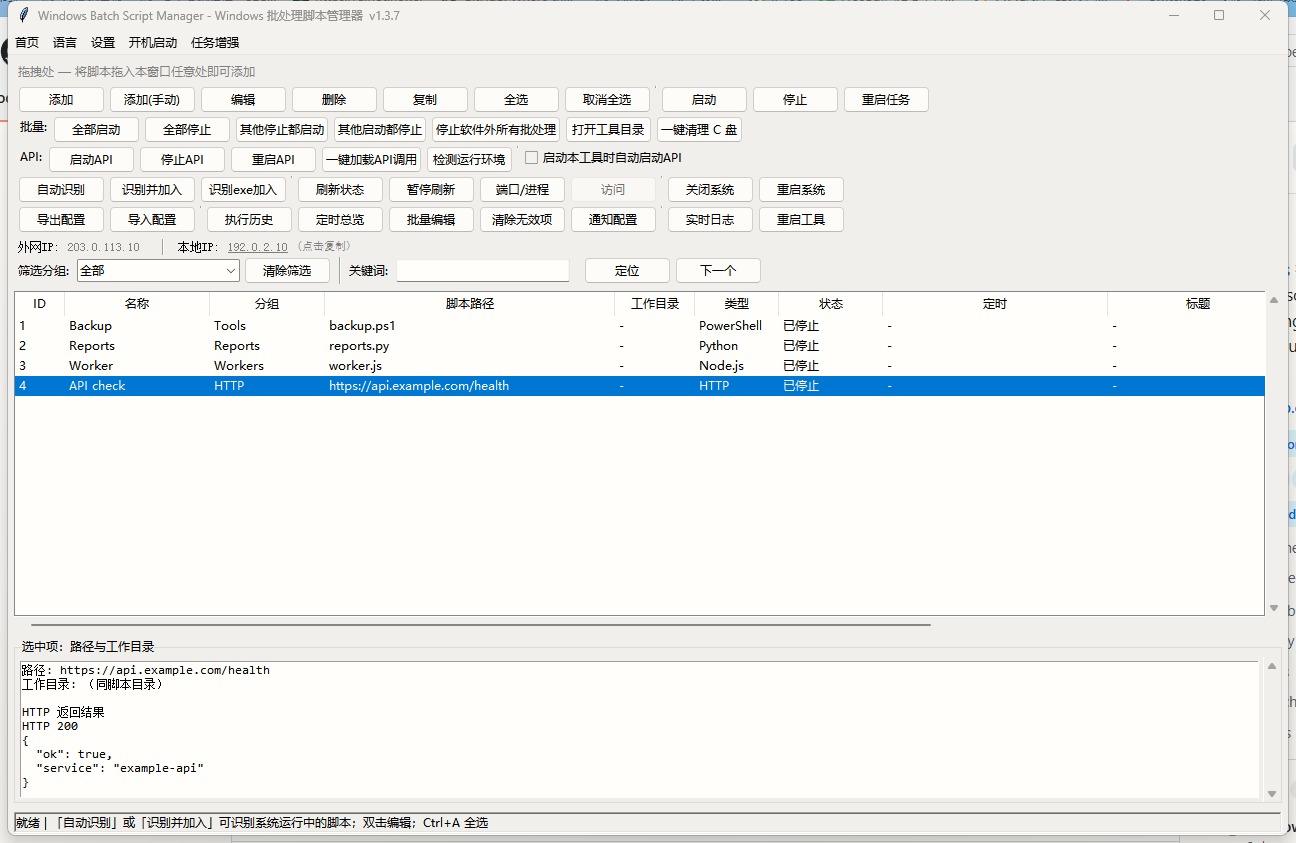 Windows Batch Script Manager - Windows 批处理脚本管理器 v1.3.7
首页 语言 设置 开机启动 任务增强
拖拽处 — 将脚本拖入本窗口任意处即可添加
添加 添加(手动) 编辑 删除 复制 全选 取消全选 启动 停止 重启任务
批量: 全部启动 全部停止 其他停止都启动 其他启动都停止 停止软件外所有批处理 打开工具目录 一键清理 C 盘
API: 启动API 停止API 重启API 一键加载API调用 检测运行环境 启动本工具时自动启动API
自动识别 识别并加入 识别exe加入 刷新状态 暂停刷新 端口/进程 访问 关闭系统 重启系统
导出配置 导入配置 执行历史 定时总览 批量编辑 清除无效项 通知配置 实时日志 重启工具
外网IP: 203.0.113.10 本地IP: 192.0.2.10 (点击复制)
筛选分组: 全部 清除筛选 关键词: 定位 下一个
ID 名称 分组 脚本路径 工作目录 类型 状态 定时 标题
1 Backup Tools backup.ps1 - PowerShell 已停止 - -
2 Reports Reports reports.py - Python 已停止 - -
3 Worker Workers worker.js - Node.js 已停止 - -
4 API check HTTP https://api.example.com/health - HTTP 已停止 - -
选中项: 路径与工作目录
路径: https://api.example.com/health
工作目录: (同脚本目录)
HTTP 返回结果
HTTP 200
{
"ok": true,
"service": "example-api"
}
就绪 | 「自动识别」或「识别并加入」可识别系统运行中的脚本; 双击编辑; Ctrl+A 全选